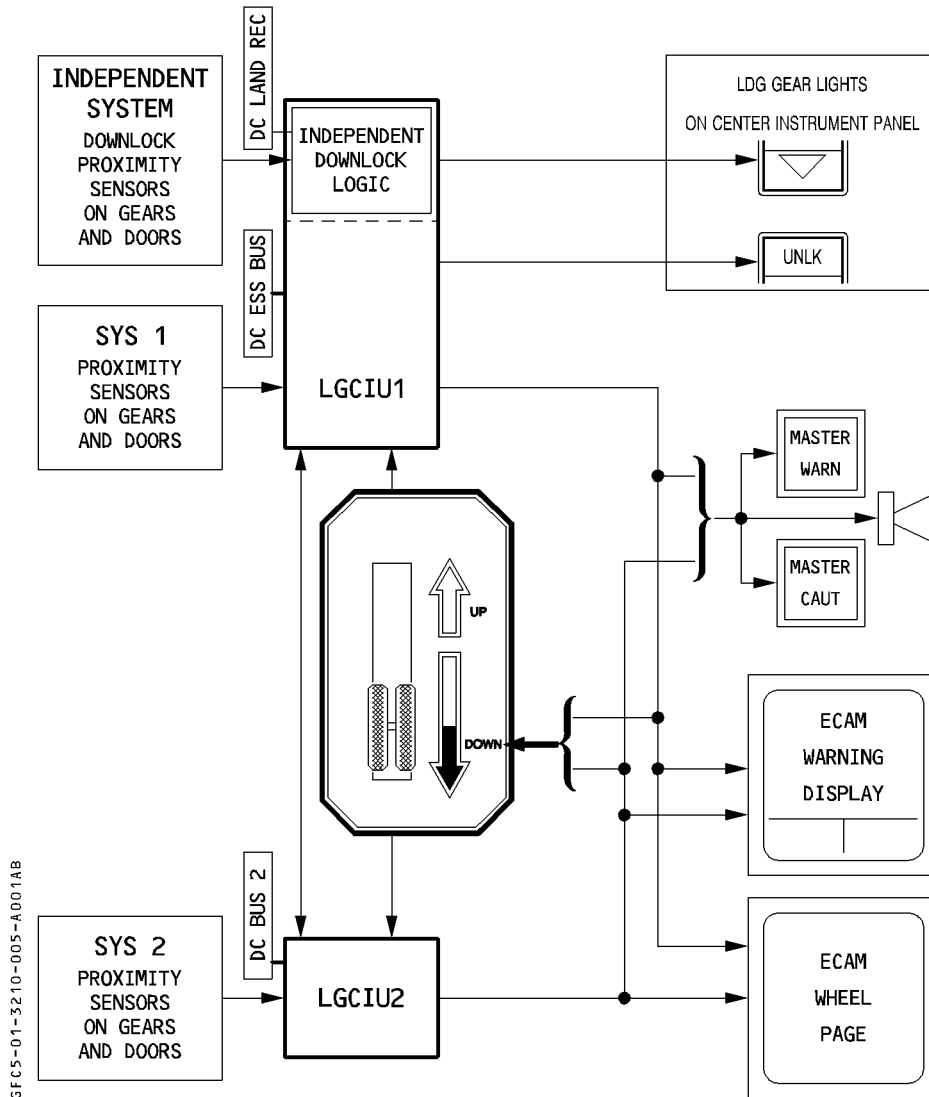 INDEPENDENT
SYSTEM
DOWNLOCK
PROXIMITY
SENSORS
ON GEARS
AND DOORS
DC LAND REC
INDEPENDENT
DOWNLOCK
LOGIC
LDG GEAR LIGHTS
ON CENTER INSTRUMENT PANEL
UNLK
DC ESS BUS
SYS 1
PROXIMITY
SENSORS
ON GEARS
AND DOORS
LGCIU1
MASTER
WARN
MASTER
CAUT
UP
DOWN
ECAM
WARNING
DISPLAY
DC BUS 2
SYS 2
PROXIMITY
SENSORS
ON GEARS
AND DOORS
LGCIU2
ECAM
WHEEL
PAGE
GFC5-01-3210-005-A001AB